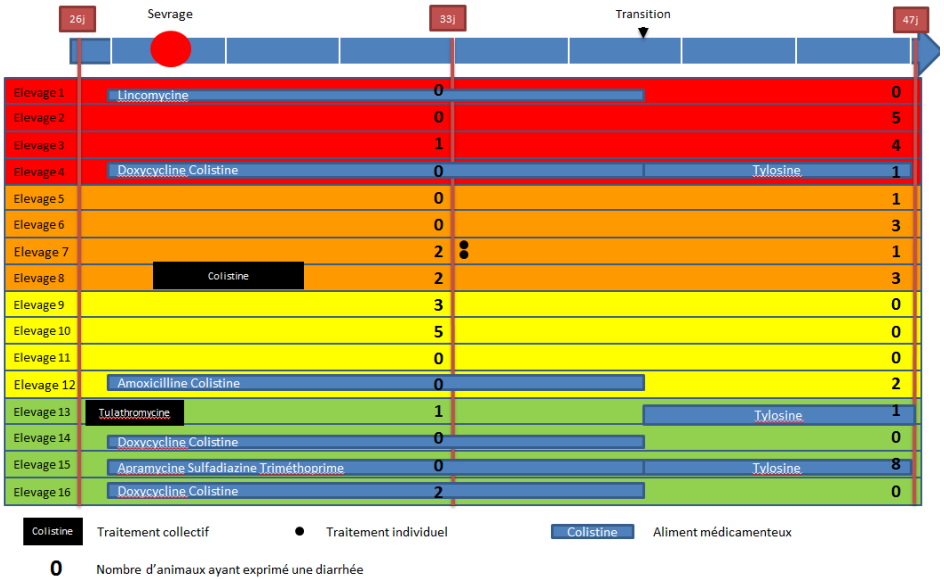 26j Sevrage 33j Transition 47j
Elevage 1 Lincomycine 0 0
Elevage 2 0 5
Elevage 3 1 4
Elevage 4 Doxycycline Colistine 0 Tylosine 1
Elevage 5 0 1
Elevage 6 0 3
Elevage 7 2 1
Elevage 8 Colistine 2 3
Elevage 9 3 0
Elevage 10 5 0
Elevage 11 0 0
Elevage 12 Amoxicilline Colistine 0 2
Elevage 13 Tulathromycine 1 Tylosine 1
Elevage 14 Doxycycline Colistine 0 0
Elevage 15 Apramycine Sulfadiazine Triméthoprime 0 Tylosine 8
Elevage 16 Doxycycline Colistine 2 0
Colistine Traitement collectif Traitement individuel Colistine Aliment médicamenteux
0 Nombre d'animaux ayant exprimé une diarrhée